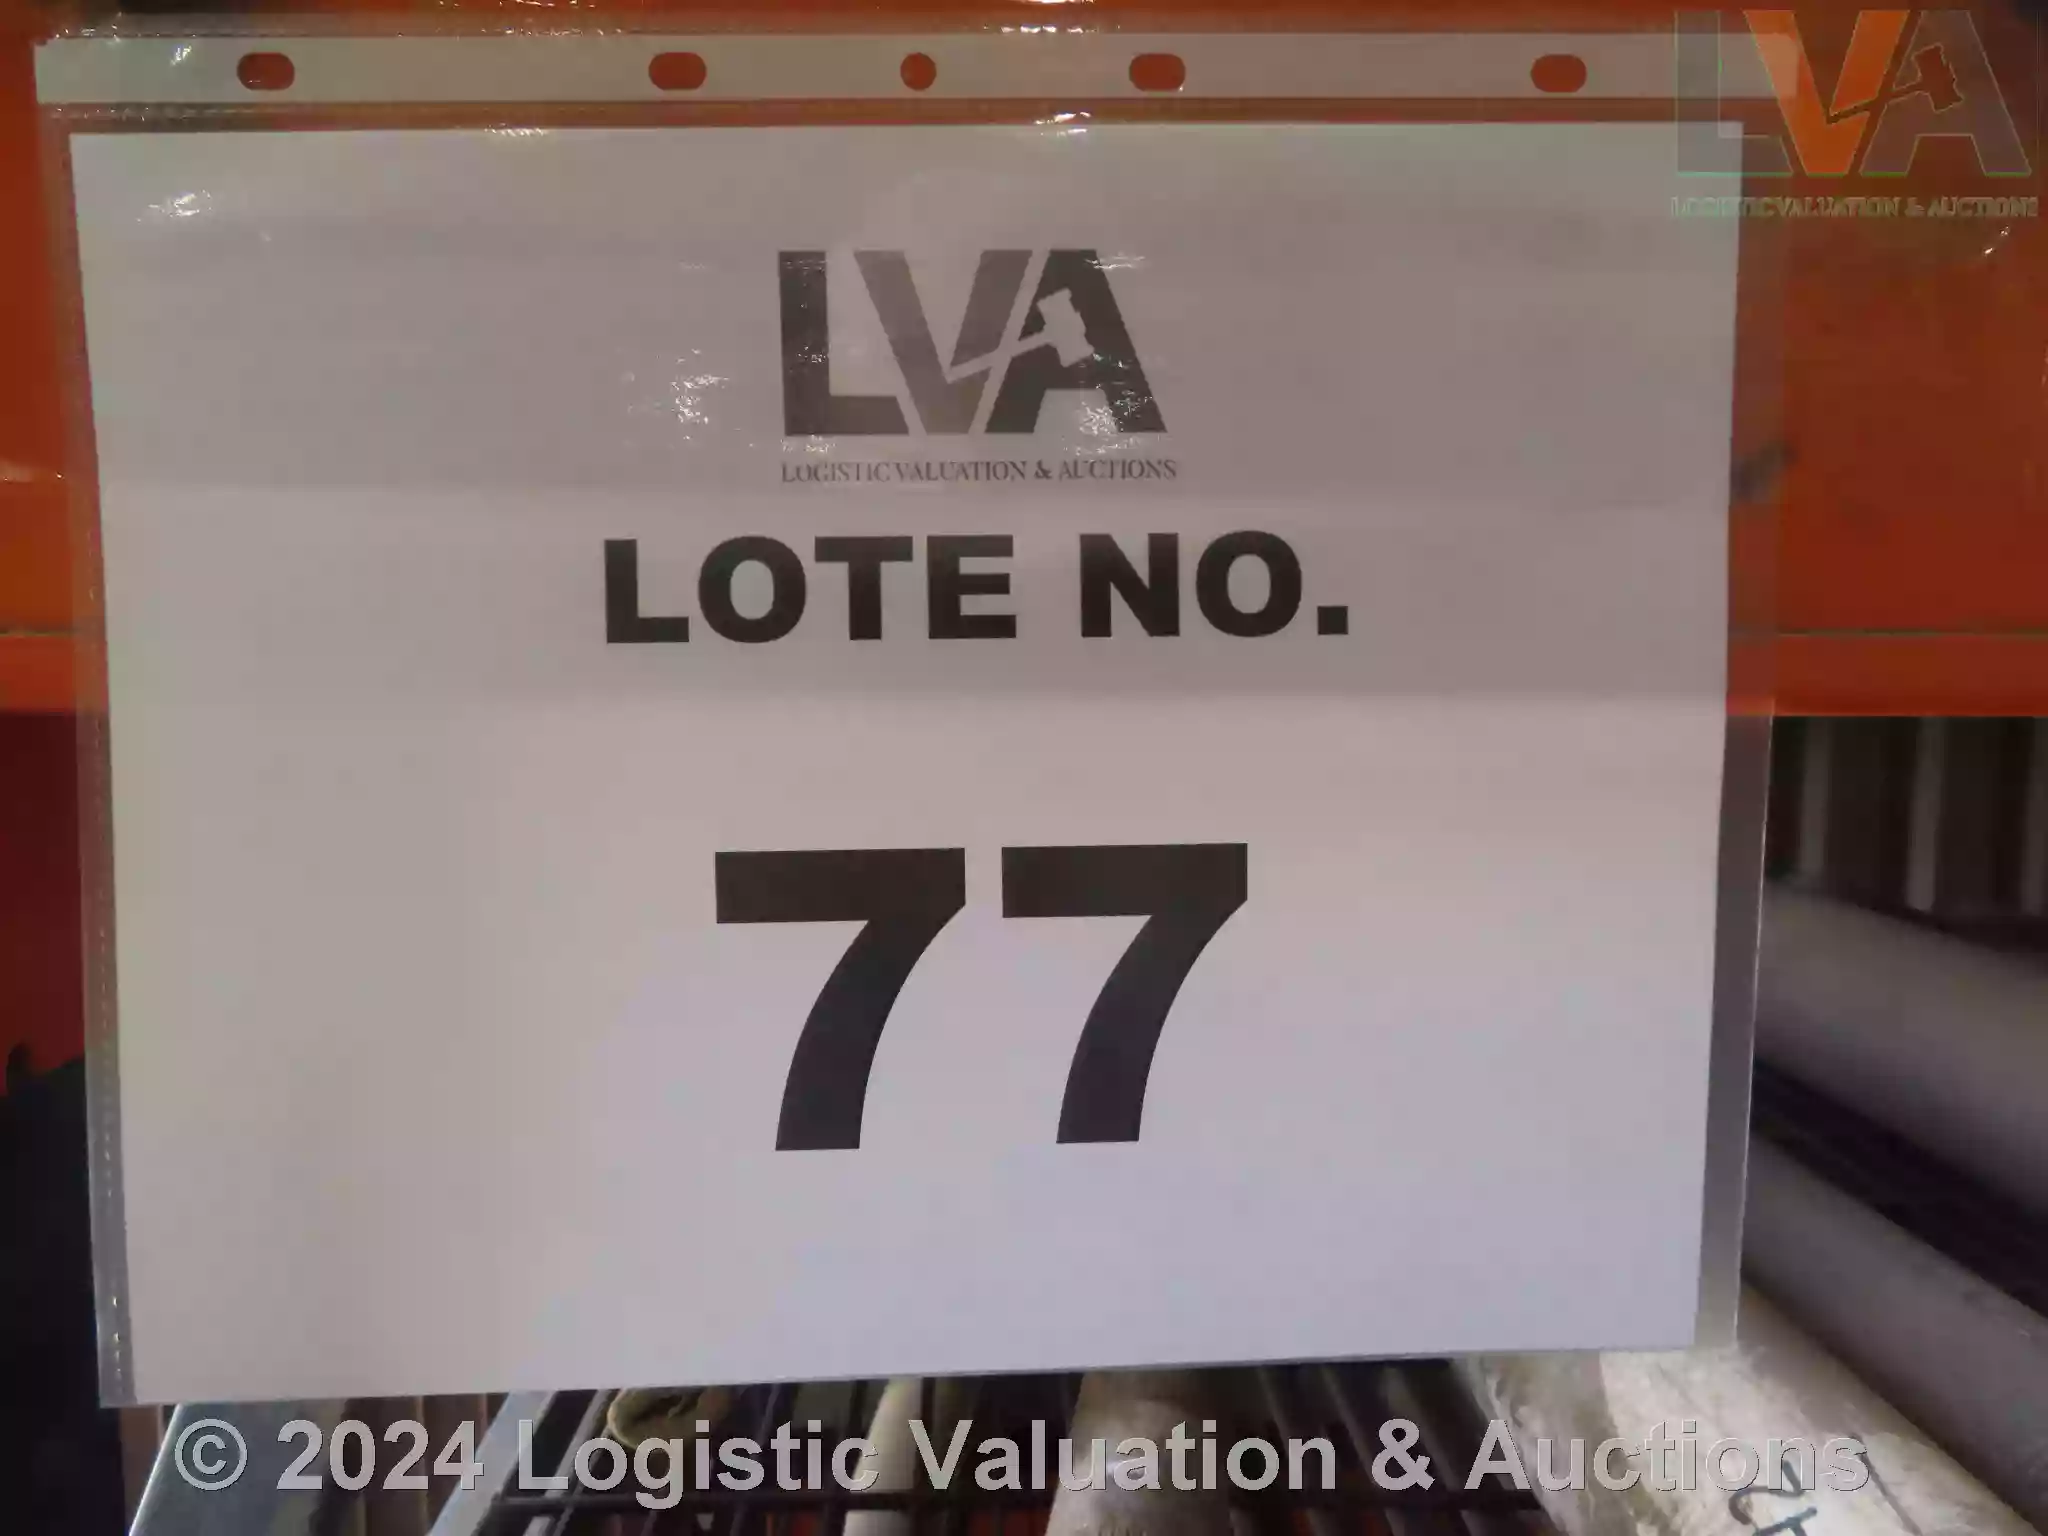 LVA
LOGISTIC VALUATION & AUCTIONS
LVA
LOGISTIC VALUATION & AUCTIONS
LOTE NO.
77
© 2024 Logistic Valuation & Auctions